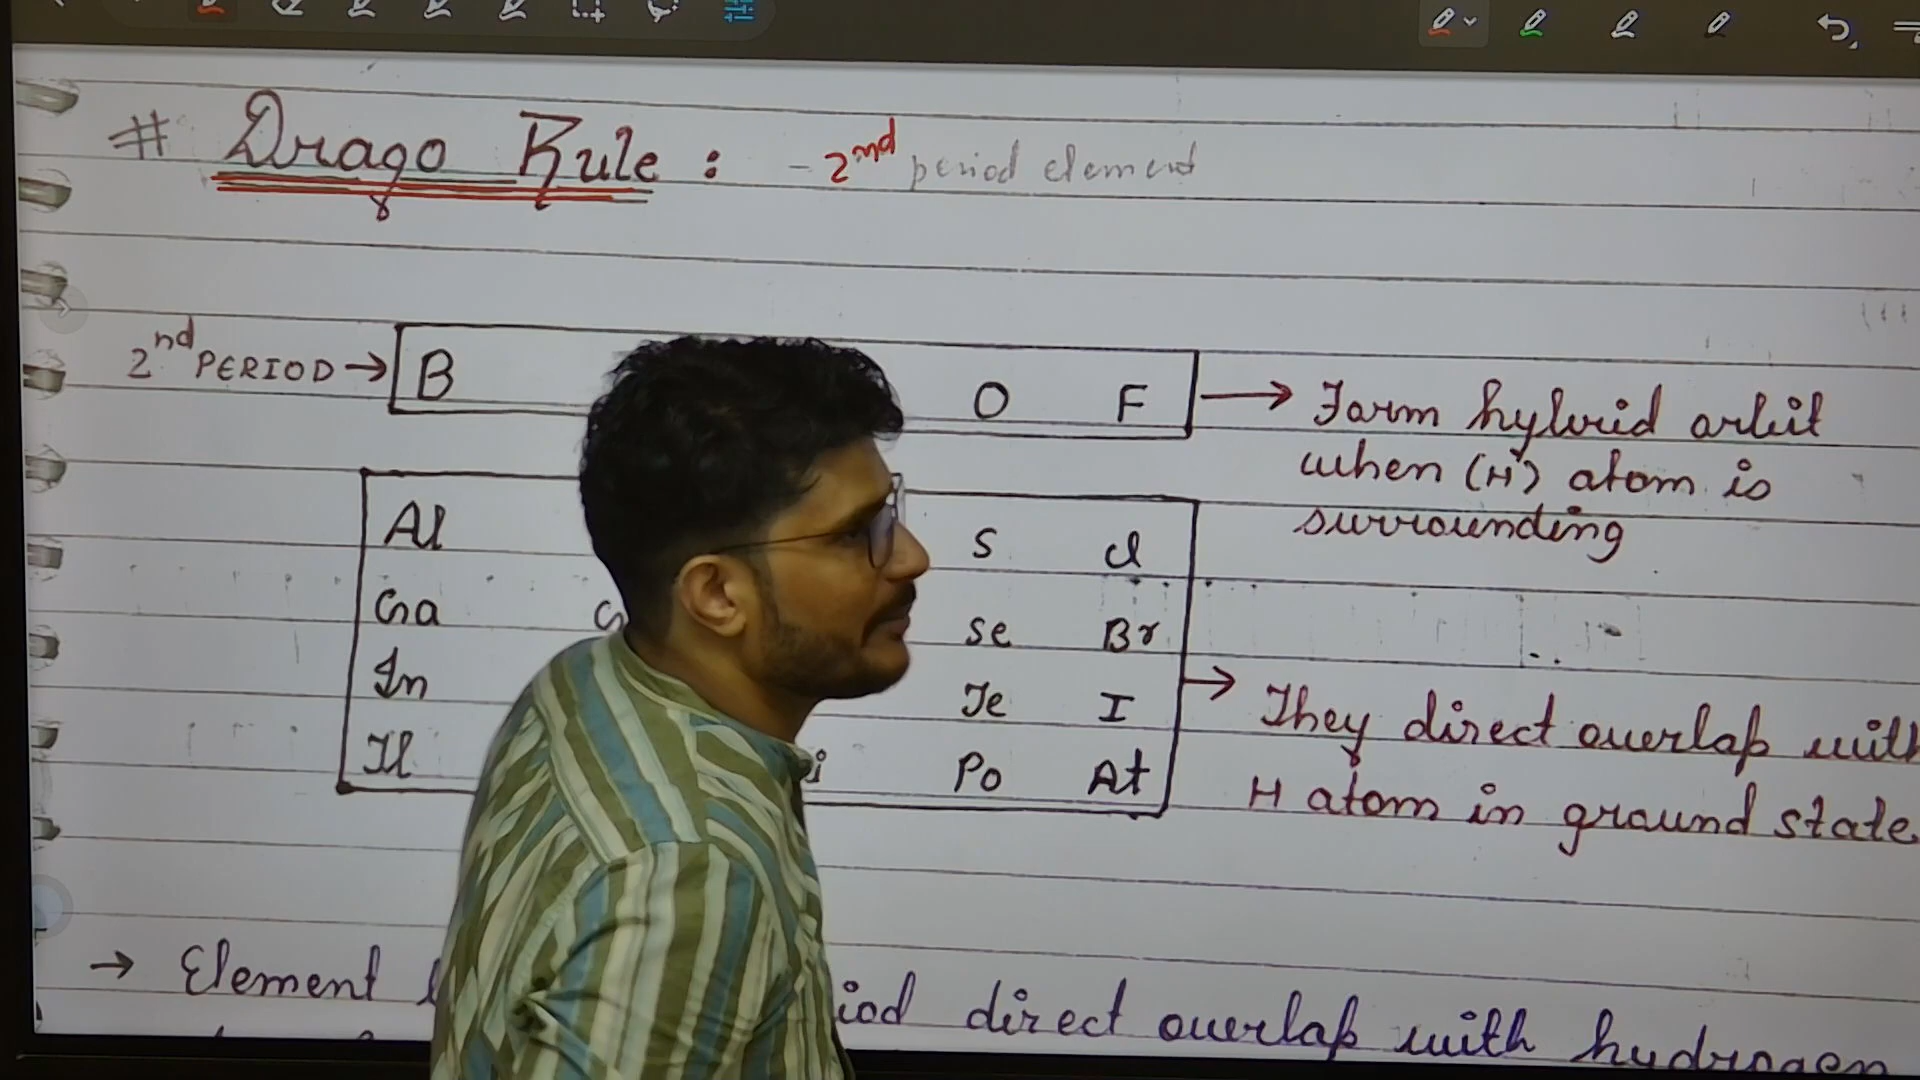 # Drago Rule : - 2nd period element
2nd PERIOD → B O F → Form hybrid orbit
when (H) atom is
surrounding
Al S Cl
Ga Se Br
In Te I → They direct overlap with
Tl Po At H atom in ground state
→ Element direct overlap with hydrogen